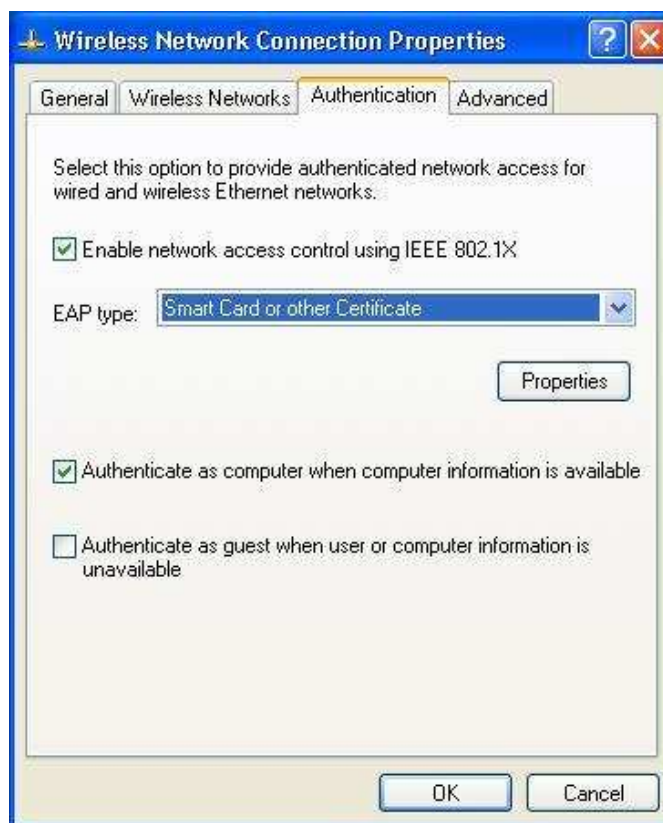 Wireless Network Connection Properties
?
General Wireless Networks Authentication Advanced
Select this option to provide authenticated network access for
wired and wireless Ethernet networks.
Enable network access control using IEEE 802.1X
EAP type: Smart Card or other Certificate
Properties
Authenticate as computer when computer information is available
Authenticate as guest when user or computer information is
unavailable
OK Cancel